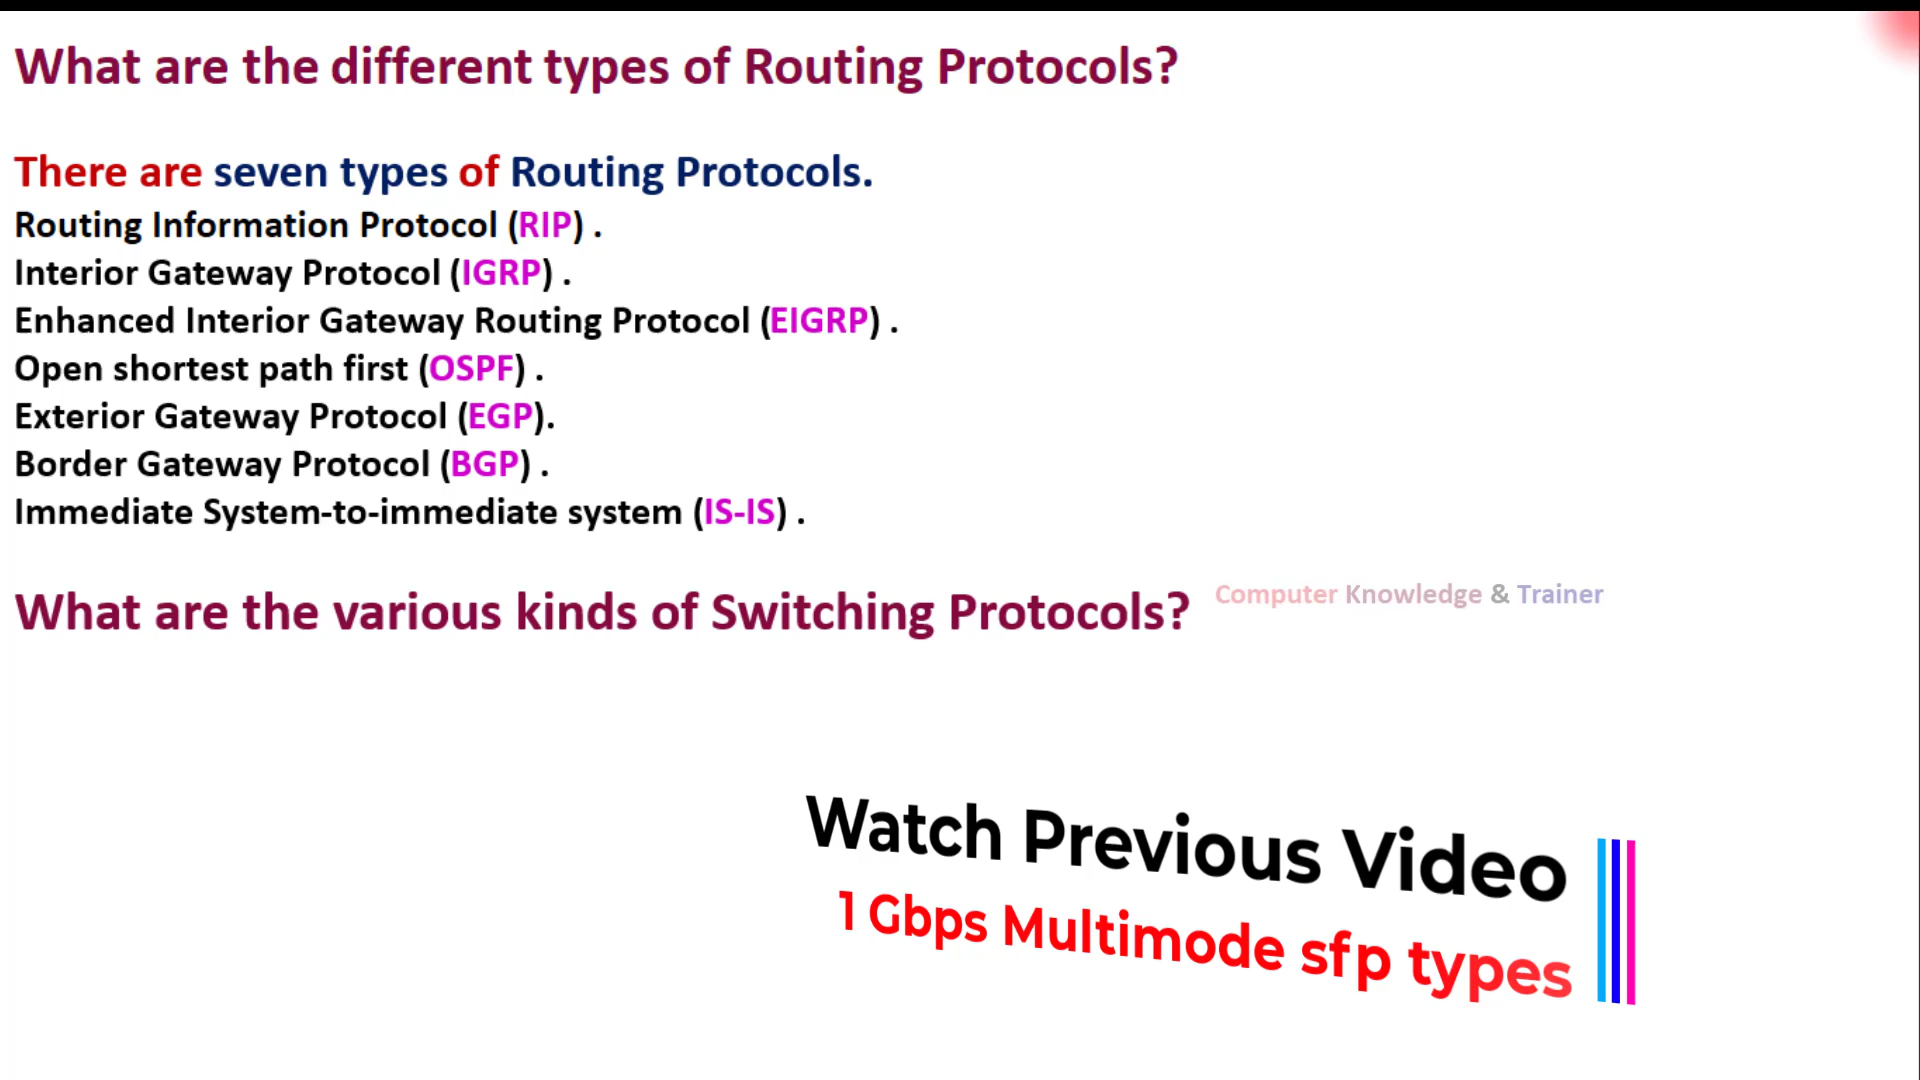 What are the different types of Routing Protocols?
There are seven types of Routing Protocols.
Routing Information Protocol (RIP) .
Interior Gateway Protocol (IGRP) .
Enhanced Interior Gateway Routing Protocol (EIGRP) .
Open shortest path first (OSPF) .
Exterior Gateway Protocol (EGP).
Border Gateway Protocol (BGP) .
Immediate System-to-immediate system (IS-IS) .
What are the various kinds of Switching Protocols?
Computer Knowledge & Trainer
Watch Previous Video
1 Gbps Multimode sfp types